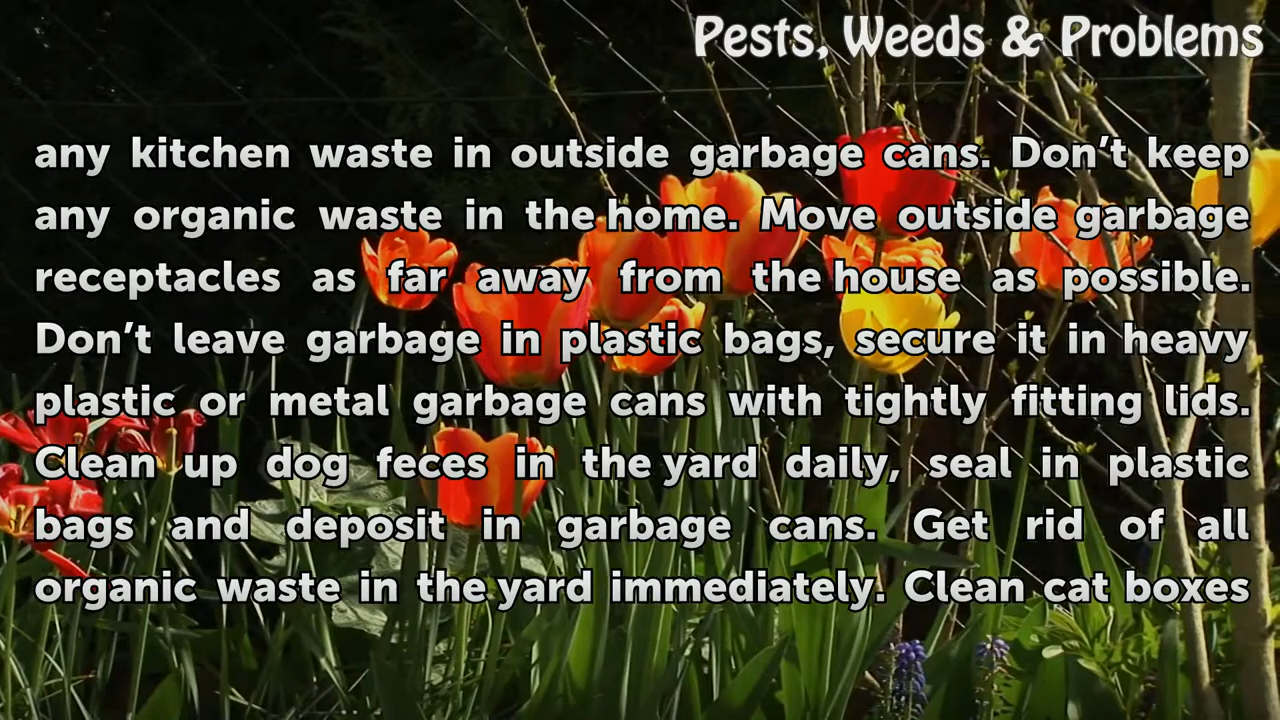 Pests, Weeds & Problems
any kitchen waste in outside garbage cans. Don’t keep
any organic waste in the home. Move outside garbage
receptacles as far away from the house as possible.
Don’t leave garbage in plastic bags, secure it in heavy
plastic or metal garbage cans with tightly fitting lids.
Clean up dog feces in the yard daily, seal in plastic
bags and deposit in garbage cans. Get rid of all
organic waste in the yard immediately. Clean cat boxes